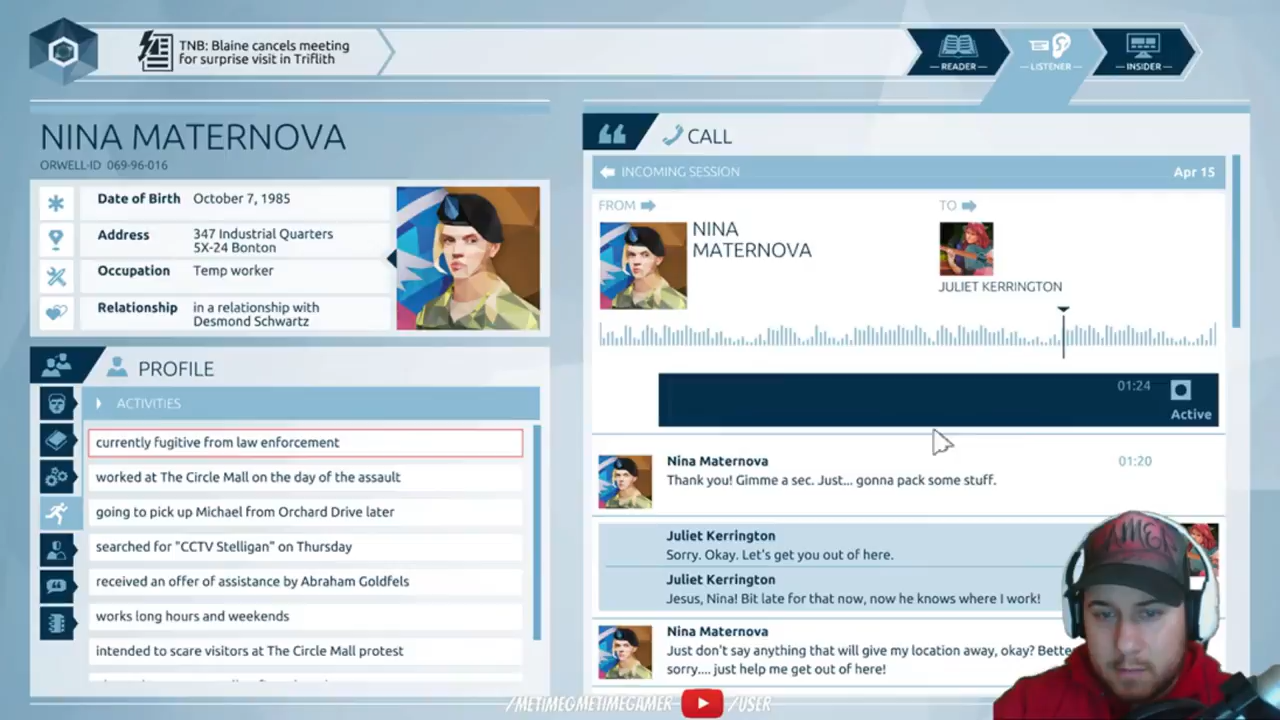 TNB: Blaine cancels meeting
for surprise visit in Triflith
READER
LISTENER
INSIDER
NINA MATERNOVA
ORWELL-ID 069-96-016
Date of Birth October 7, 1985
Address 347 Industrial Quarters
5X-24 Bonton
Occupation Temp worker
Relationship in a relationship with
Desmond Schwartz
PROFILE
ACTIVITIES
currently fugitive from law enforcement
worked at The Circle Mall on the day of the assault
going to pick up Michael from Orchard Drive later
searched for "CCTV Stelligan" on Thursday
received an offer of assistance by Abraham Goldfels
works long hours and weekends
intended to scare visitors at The Circle Mall protest
CALL
INCOMING SESSION Apr 15
FROM TO
NINA
MATERNOVA
JULIET KERRINGTON
01:24
Active
Nina Maternova 01:20
Thank you! Gimme a sec. Just... gonna pack some stuff.
Juliet Kerrington
Sorry. Okay. Let's get you out of here.
Juliet Kerrington
Jesus, Nina! Bit late for that now, now he knows where I work!
Nina Maternova
Just don't say anything that will give my location away, okay? Better
sorry.... just help me get out of here!
/USER